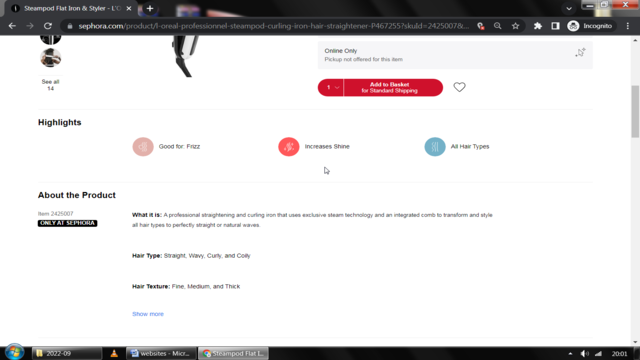 Steampod Flat Iron & Styler - L'O
sephora.com/product/l-oreal-professionnel-steampod-curling-iron-hair-straightener-P467255?skuId=2425007&...
Incognito
See all
14
Online Only
Pickup not offered for this item
1
Add to Basket
for Standard Shipping
Highlights
Good for: Frizz
Increases Shine
All Hair Types
About the Product
Item 2425007
ONLY AT SEPHORA
What it is: A professional straightening and curling iron that uses exclusive steam technology and an integrated comb to transform and style
all hair types to perfectly straight or natural waves.
Hair Type: Straight, Wavy, Curly, and Coily
Hair Texture: Fine, Medium, and Thick
Show more
2022-09
websites - Micr...
Steampod Flat I...
20:01